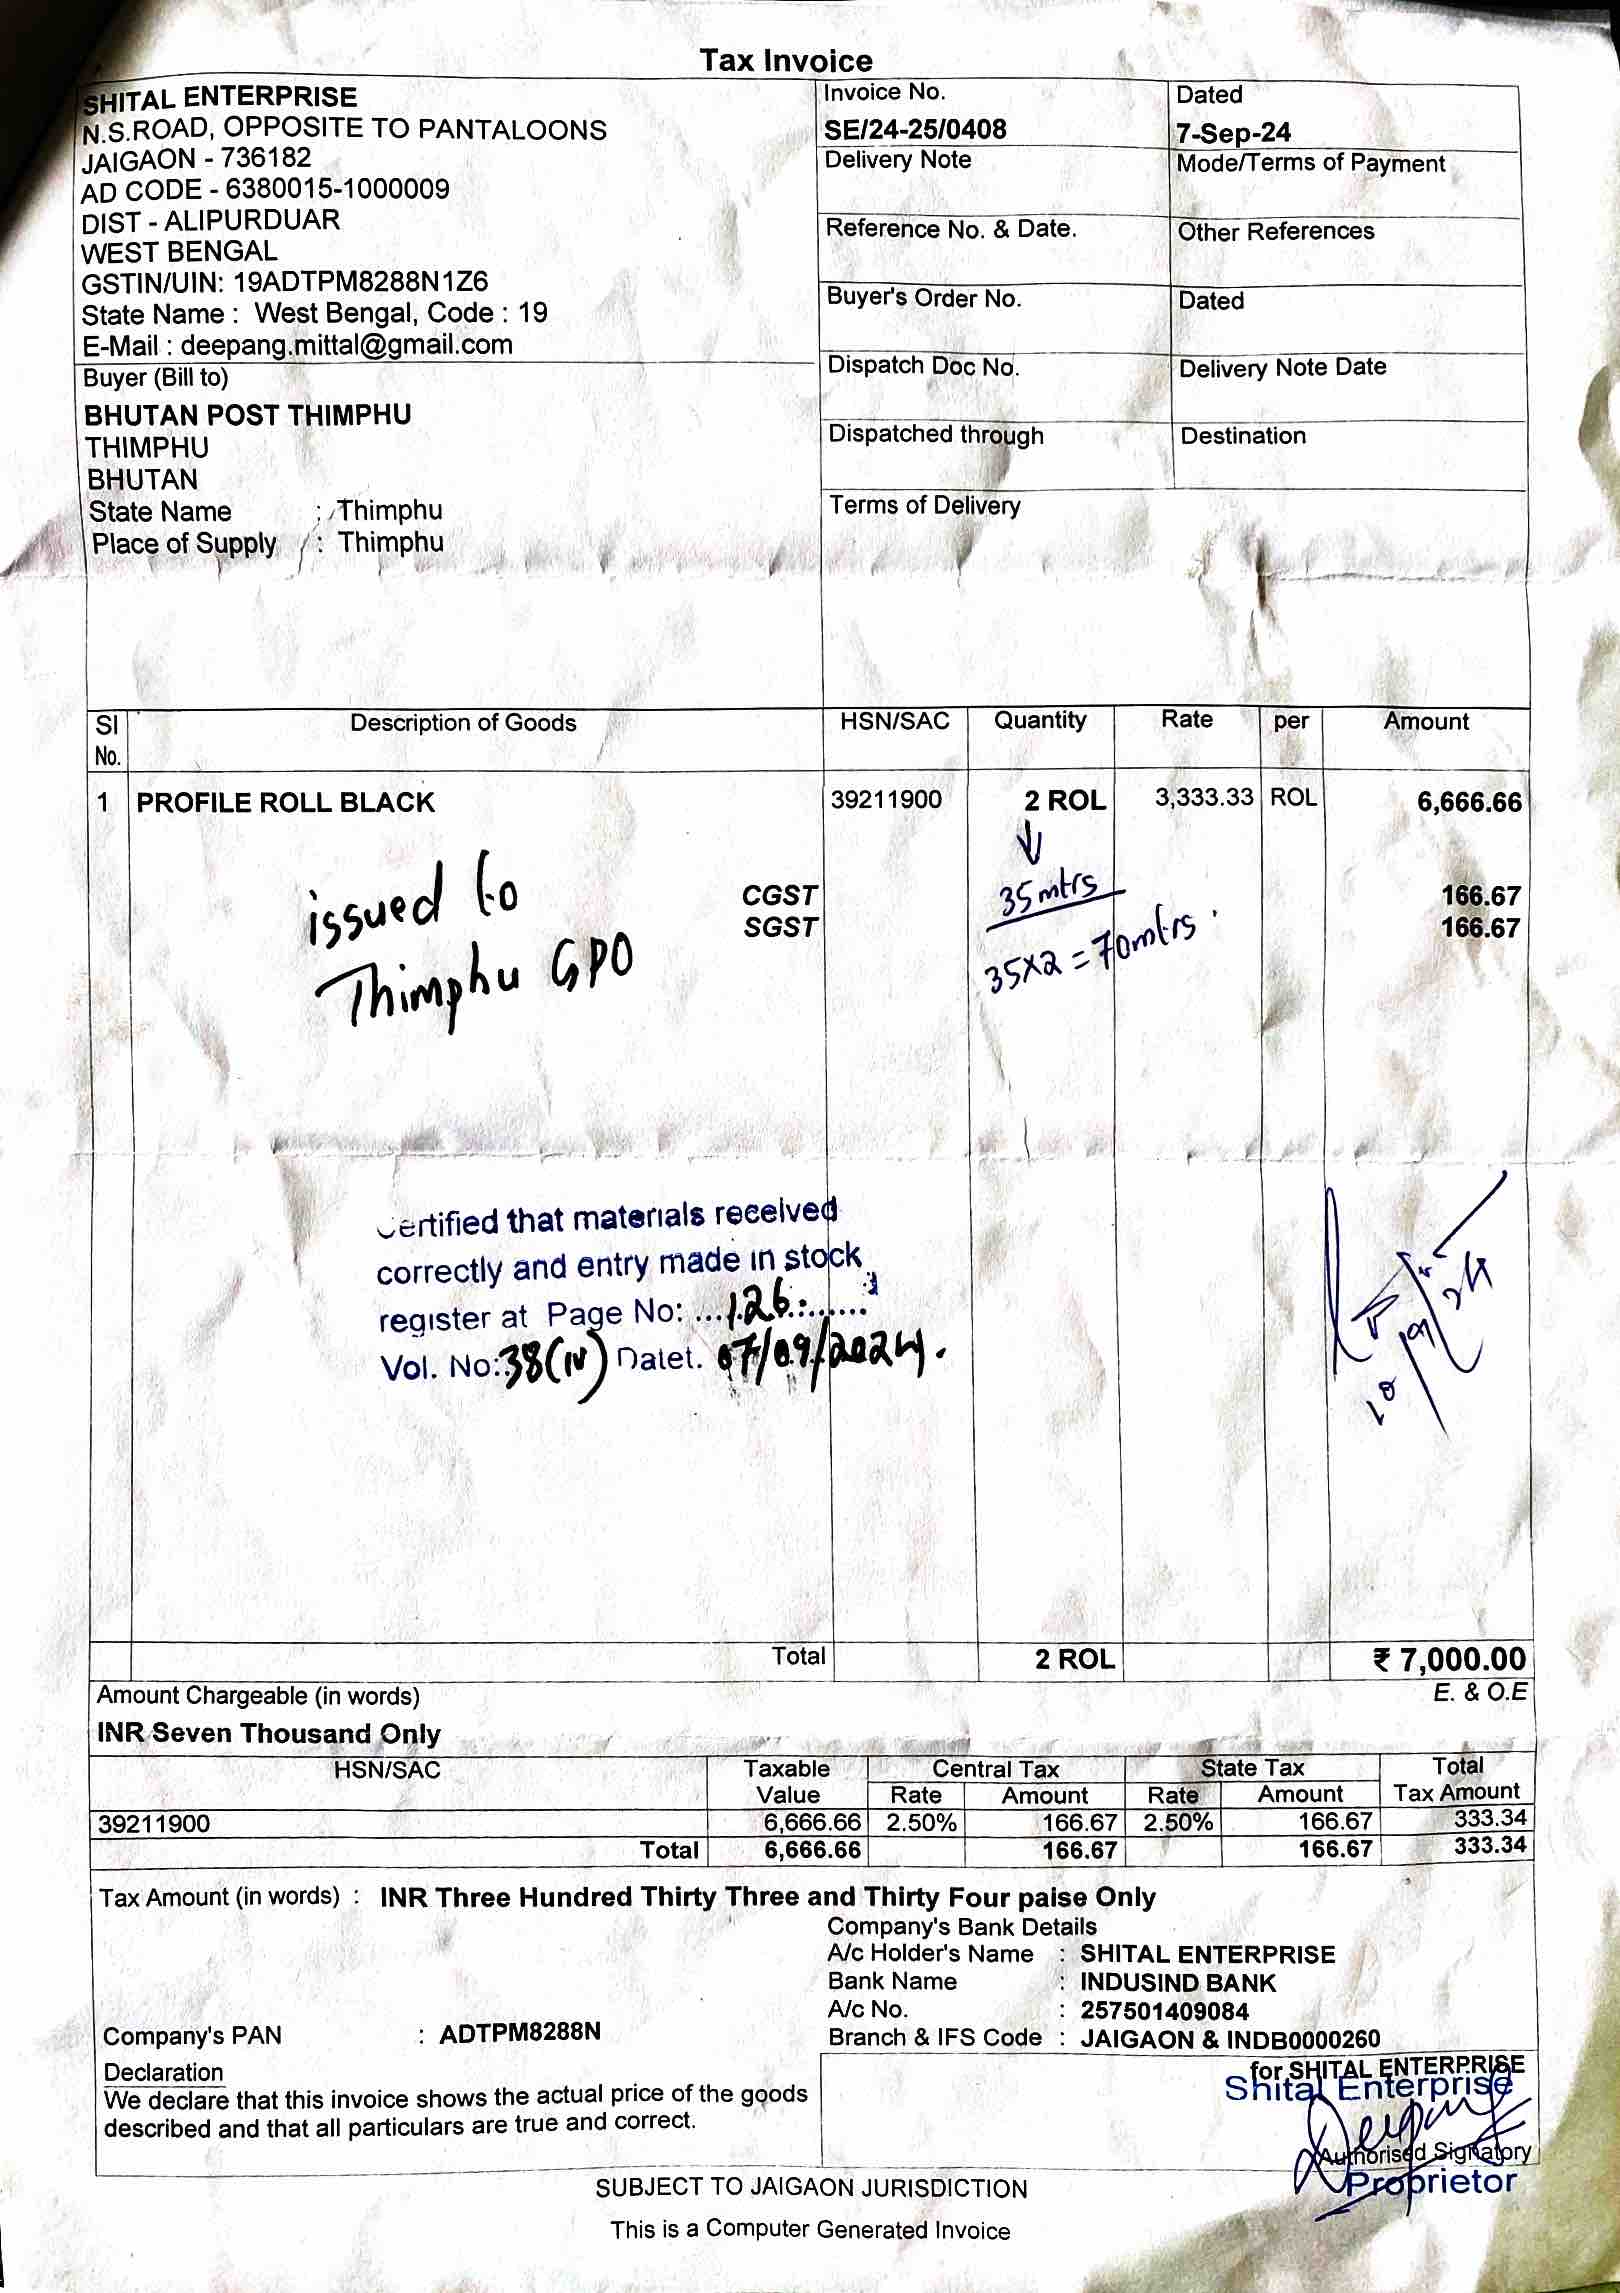 Tax Invoice
SHITAL ENTERPRISE
N.S.ROAD, OPPOSITE TO PANTALOONS
JAIGAON - 736182
AD CODE - 6380015-1000009
DIST - ALIPURDUAR
WEST BENGAL
GSTIN/UIN: 19ADTPM8288N1Z6
State Name : West Bengal, Code : 19
E-Mail : deepang.mittal@gmail.com
Invoice No.
SE/24-25/0408
Dated
7-Sep-24
Delivery Note
Mode/Terms of Payment
Reference No. & Date.
Other References
Buyer's Order No.
Dated
Dispatch Doc No.
Delivery Note Date
Dispatched through
Destination
Terms of Delivery
Buyer (Bill to)
BHUTAN POST THIMPHU
THIMPHU
BHUTAN
State Name : Thimphu
Place of Supply : Thimphu
Sl No. Description of Goods HSN/SAC Quantity Rate per Amount
1 PROFILE ROLL BLACK 39211900 2 ROL 3,333.33 ROL 6,666.66
CGST 166.67
SGST 166.67
issued to
Thimphu GPO
35 mtrs
35x2 = 70mtrs.
Certified that materials received
correctly and entry made in stock
register at Page No: ...126.......
Vol. No:38(iv) Datet. 07/09/2024.
10/9/24
Total 2 ROL ₹ 7,000.00
Amount Chargeable (in words) E. & O.E
INR Seven Thousand Only
HSN/SAC Taxable Value Central Tax State Tax Total Tax Amount
Rate Amount Rate Amount
39211900 6,666.66 2.50% 166.67 2.50% 166.67 333.34
Total 6,666.66 166.67 166.67 333.34
Tax Amount (in words) : INR Three Hundred Thirty Three and Thirty Four paise Only
Company's Bank Details
A/c Holder's Name : SHITAL ENTERPRISE
Bank Name : INDUSIND BANK
A/c No. : 257501409084
Branch & IFS Code : JAIGAON & INDB0000260
Company's PAN : ADTPM8288N
Declaration
We declare that this invoice shows the actual price of the goods
described and that all particulars are true and correct.
for SHITAL ENTERPRISE
Shital Enterprise
Authorised Signatory
Proprietor
SUBJECT TO JAIGAON JURISDICTION
This is a Computer Generated Invoice